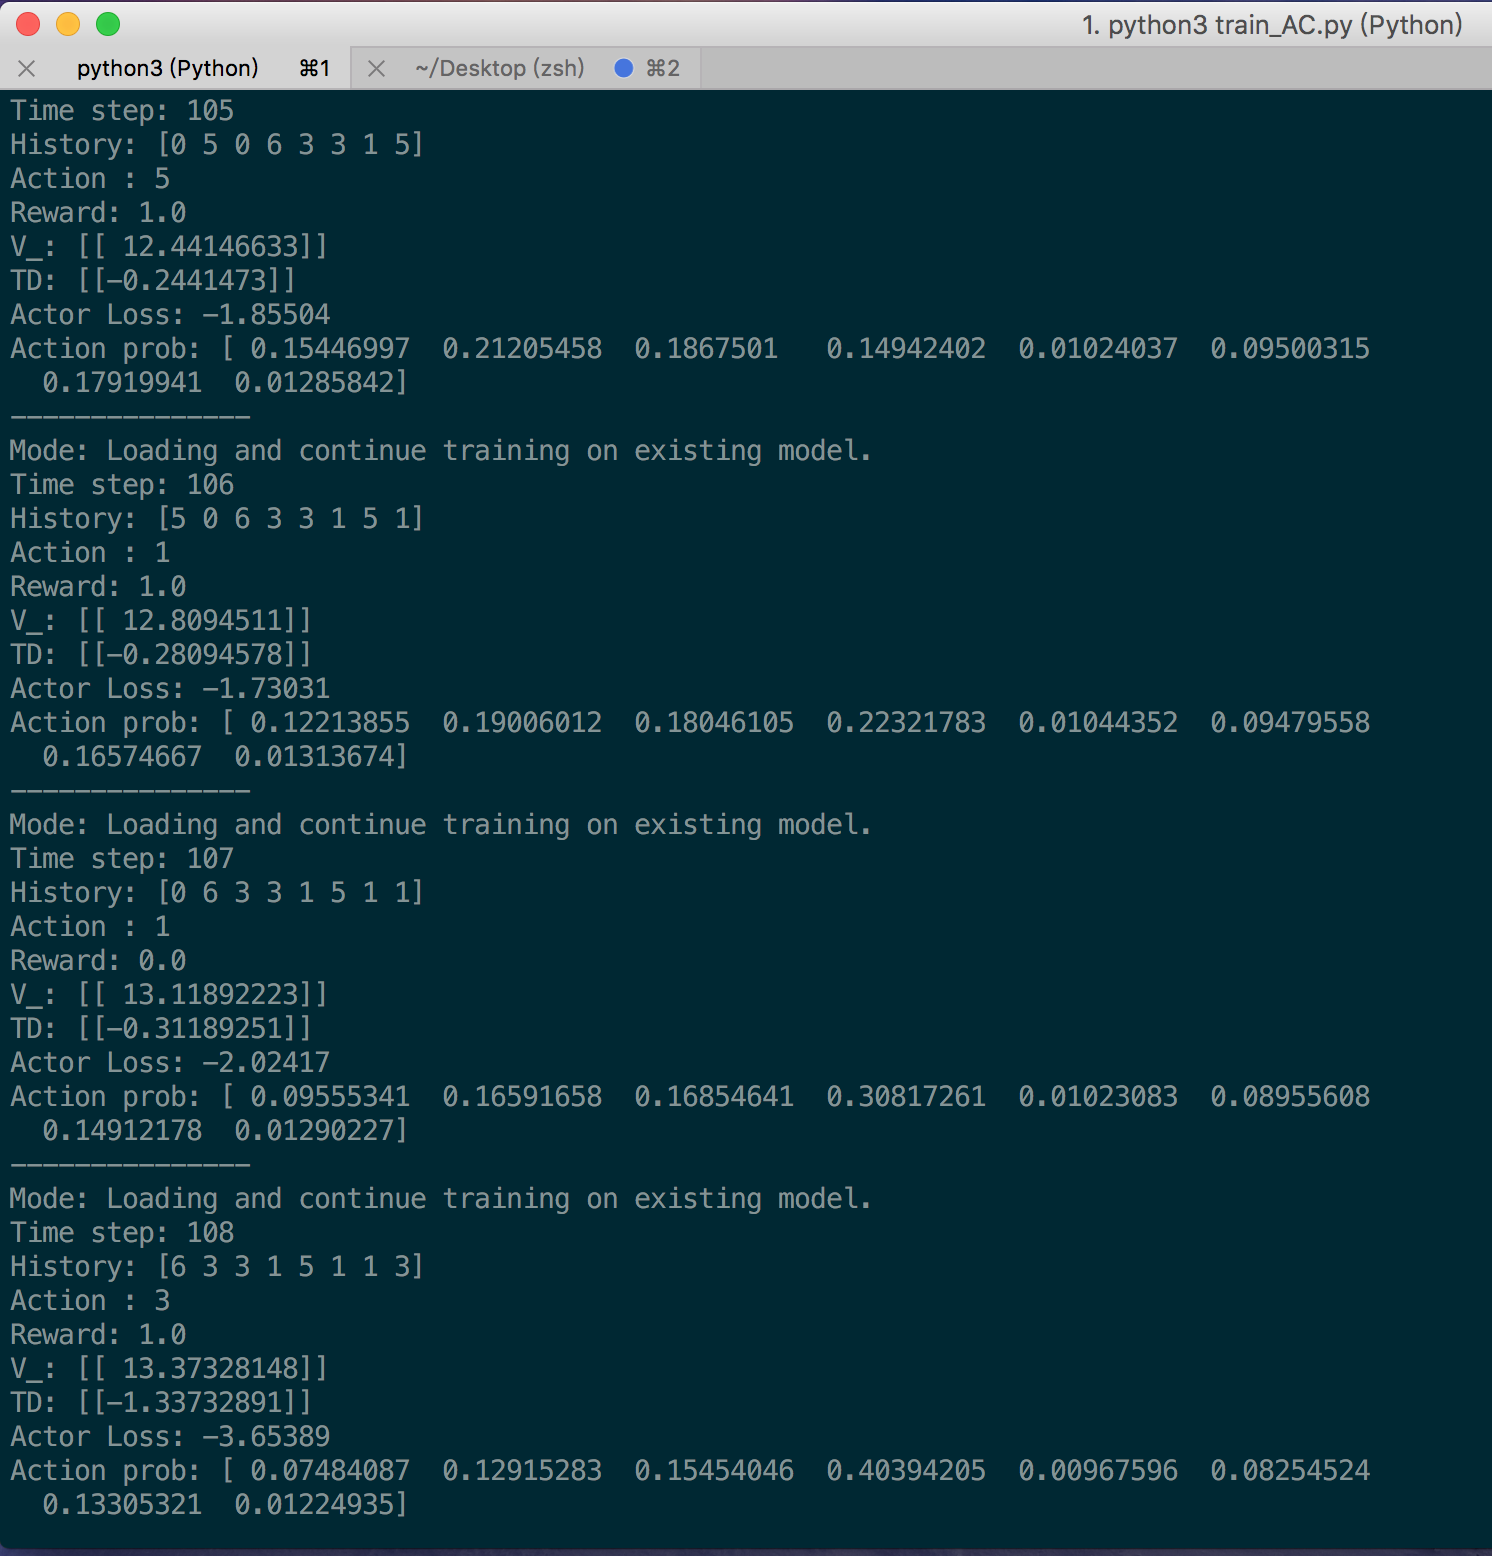 1. python3 train_AC.py (Python)
python3 (Python) ⌘1 ~/Desktop (zsh) ⌘2
Time step: 105
History: [0 5 0 6 3 3 1 5]
Action : 5
Reward: 1.0
V_: [[ 12.44146633]]
TD: [[-0.2441473]]
Actor Loss: -1.85504
Action prob: [ 0.15446997  0.21205458  0.1867501   0.14942402  0.01024037  0.09500315
  0.17919941  0.01285842]
---------------
Mode: Loading and continue training on existing model.
Time step: 106
History: [5 0 6 3 3 1 5 1]
Action : 1
Reward: 1.0
V_: [[ 12.8094511]]
TD: [[-0.28094578]]
Actor Loss: -1.73031
Action prob: [ 0.12213855  0.19006012  0.18046105  0.22321783  0.01044352  0.09479558
  0.16574667  0.01313674]
---------------
Mode: Loading and continue training on existing model.
Time step: 107
History: [0 6 3 3 1 5 1 1]
Action : 1
Reward: 0.0
V_: [[ 13.11892223]]
TD: [[-0.31189251]]
Actor Loss: -2.02417
Action prob: [ 0.09555341  0.16591658  0.16854641  0.30817261  0.01023083  0.08955608
  0.14912178  0.01290227]
---------------
Mode: Loading and continue training on existing model.
Time step: 108
History: [6 3 3 1 5 1 1 3]
Action : 3
Reward: 1.0
V_: [[ 13.37328148]]
TD: [[-1.33732891]]
Actor Loss: -3.65389
Action prob: [ 0.07484087  0.12915283  0.15454046  0.40394205  0.00967596  0.08254524
  0.13305321  0.01224935]